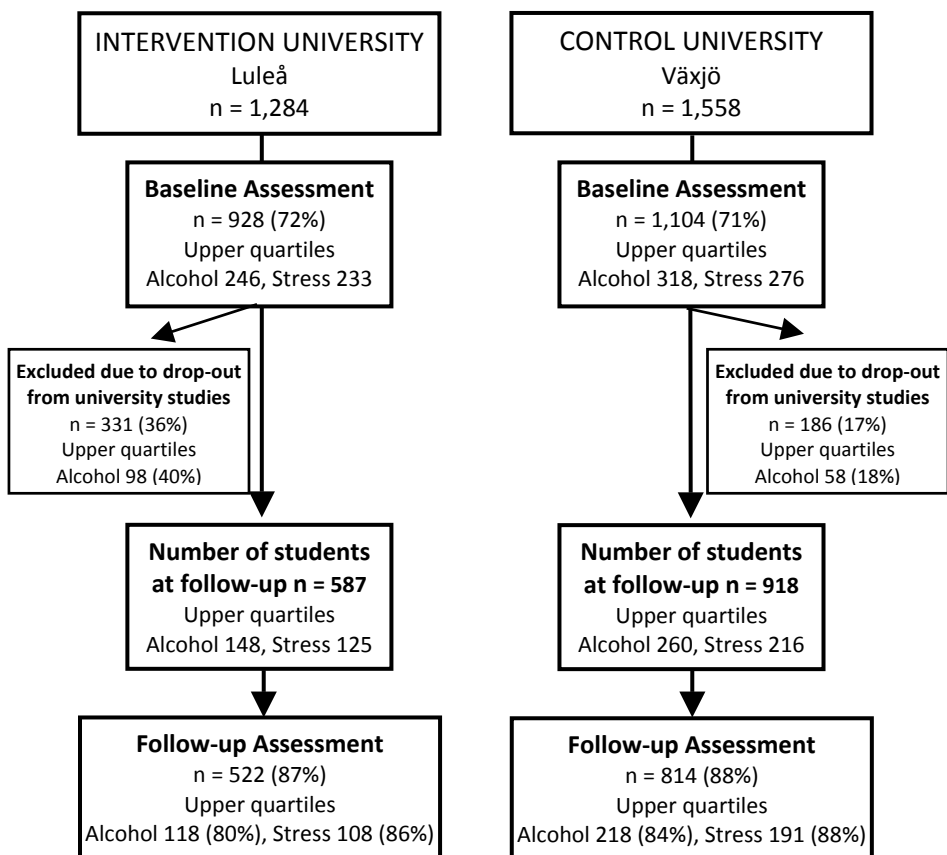 INTERVENTION UNIVERSITY
Luleå
n = 1,284
Baseline Assessment
n = 928 (72%)
Upper quartiles
Alcohol 246, Stress 233
Excluded due to drop-out
from university studies
n = 331 (36%)
Upper quartiles
Alcohol 98 (40%)
Number of students
at follow-up n = 587
Upper quartiles
Alcohol 148, Stress 125
Follow-up Assessment
n = 522 (87%)
Upper quartiles
Alcohol 118 (80%), Stress 108 (86%)
CONTROL UNIVERSITY
Växjö
n = 1,558
Baseline Assessment
n = 1,104 (71%)
Upper quartiles
Alcohol 318, Stress 276
Excluded due to drop-out
from university studies
n = 186 (17%)
Upper quartiles
Alcohol 58 (18%)
Number of students
at follow-up n = 918
Upper quartiles
Alcohol 260, Stress 216
Follow-up Assessment
n = 814 (88%)
Upper quartiles
Alcohol 218 (84%), Stress 191 (88%)